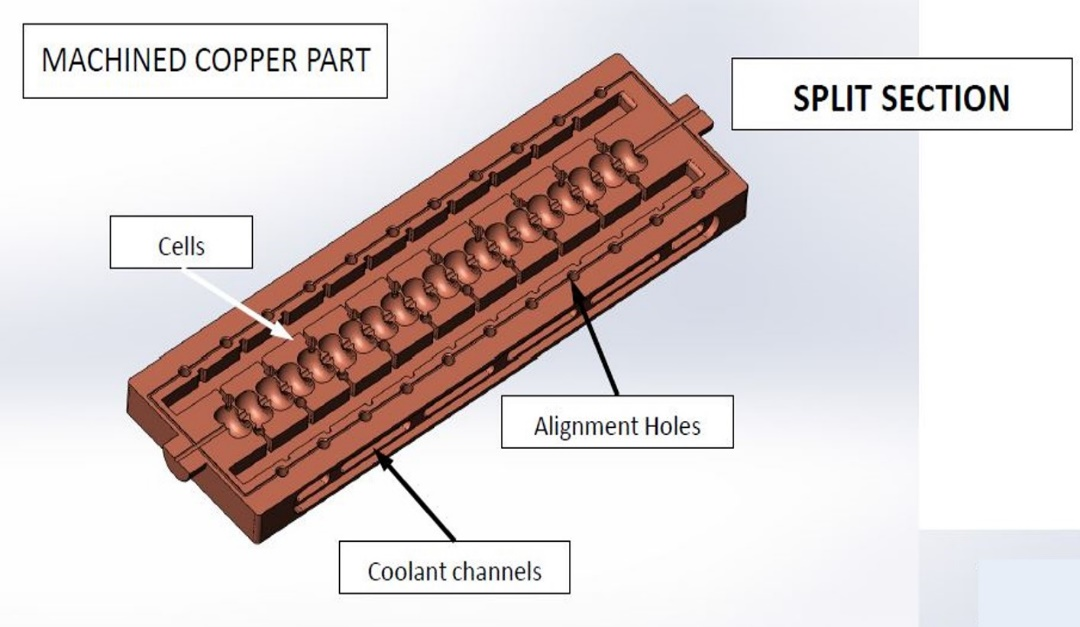 MACHINED COPPER PART
SPLIT SECTION
Cells
Alignment Holes
Coolant channels